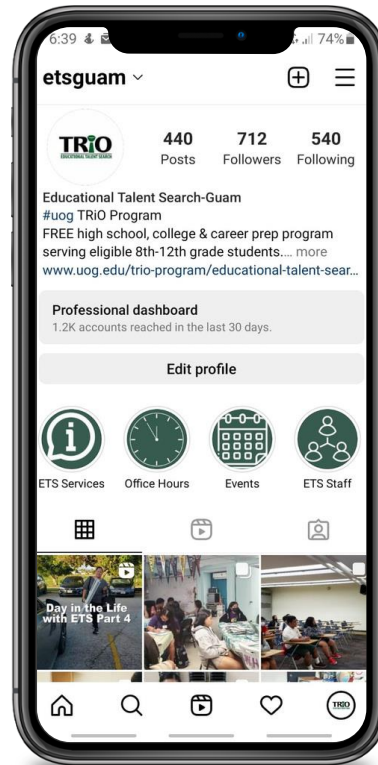 6:39
74%
etsguam
TRiO
EDUCATIONAL TALENT SEARCH
440
712
540
Posts
Followers
Following
Educational Talent Search-Guam
#uog TRiO Program
FREE high school, college & career prep program
serving eligible 8th-12th grade students.... more
www.uog.edu/trio-program/educational-talent-sear...
Professional dashboard
1.2K accounts reached in the last 30 days.
Edit profile
ETS Services
Office Hours
Events
ETS Staff
Day in the Life
with ETS Part 4
TRiO